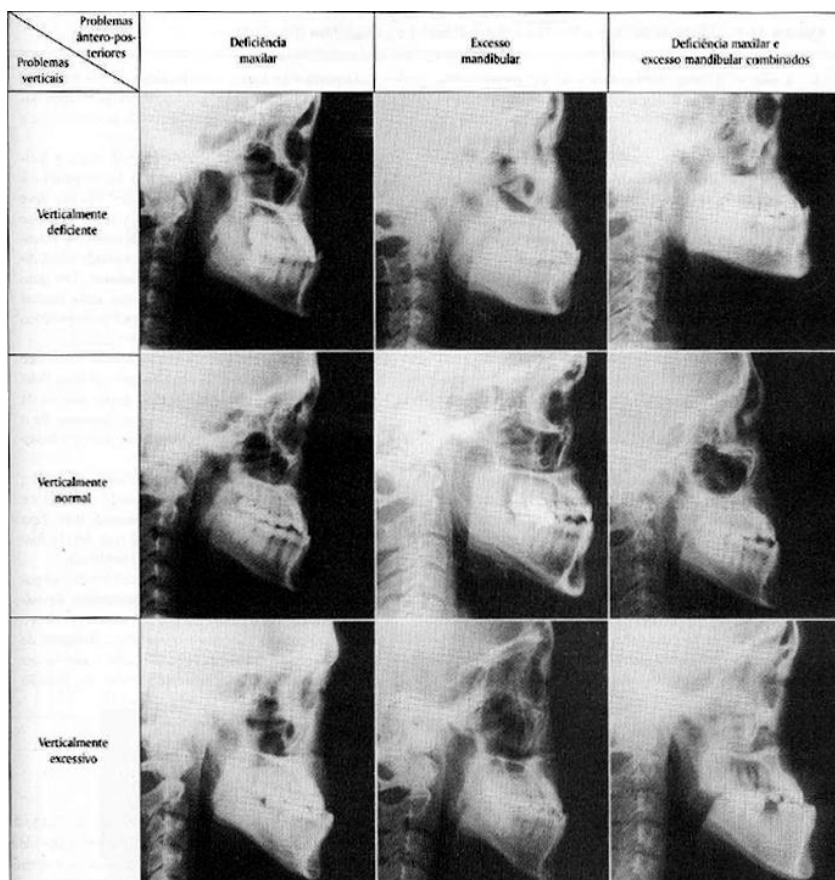 Problemas
ântero-pos-
teriores
Problemas
verticais
Deficiência
maxilar
Excesso
mandibular
Deficiência maxilar e
excesso mandibular combinados
Verticalmente
deficiente
Verticalmente
normal
Verticalmente
excessivo